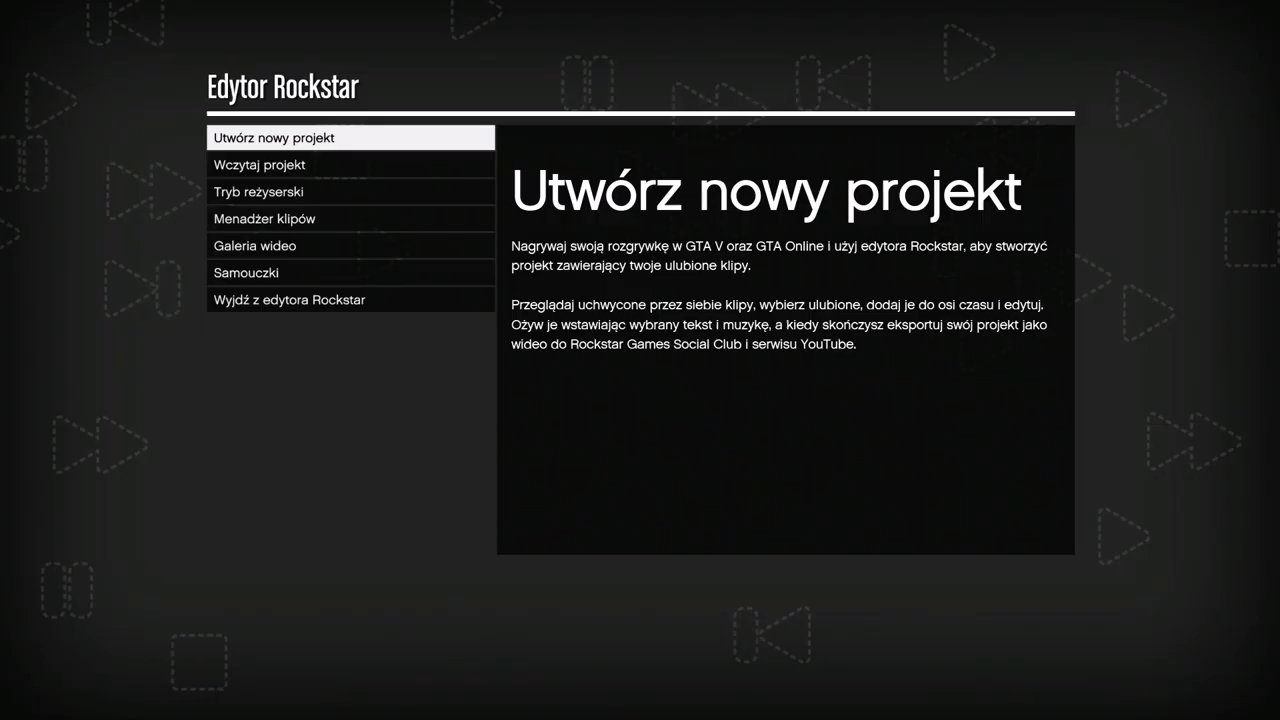 Edytor Rockstar
Utwórz nowy projekt
Wczytaj projekt
Tryb reżyserski
Menadżer klipów
Galeria wideo
Samouczki
Wyjdź z edytora Rockstar
Utwórz nowy projekt
Nagrywaj swoją rozgrywkę w GTA V oraz GTA Online i użyj edytora Rockstar, aby stworzyć
projekt zawierający twoje ulubione klipy.
Przeglądaj uchwycone przez siebie klipy, wybierz ulubione, dodaj je do osi czasu i edytuj.
Ożyw je wstawiając wybrany tekst i muzykę, a kiedy skończysz eksportuj swój projekt jako
wideo do Rockstar Games Social Club i serwisu YouTube.